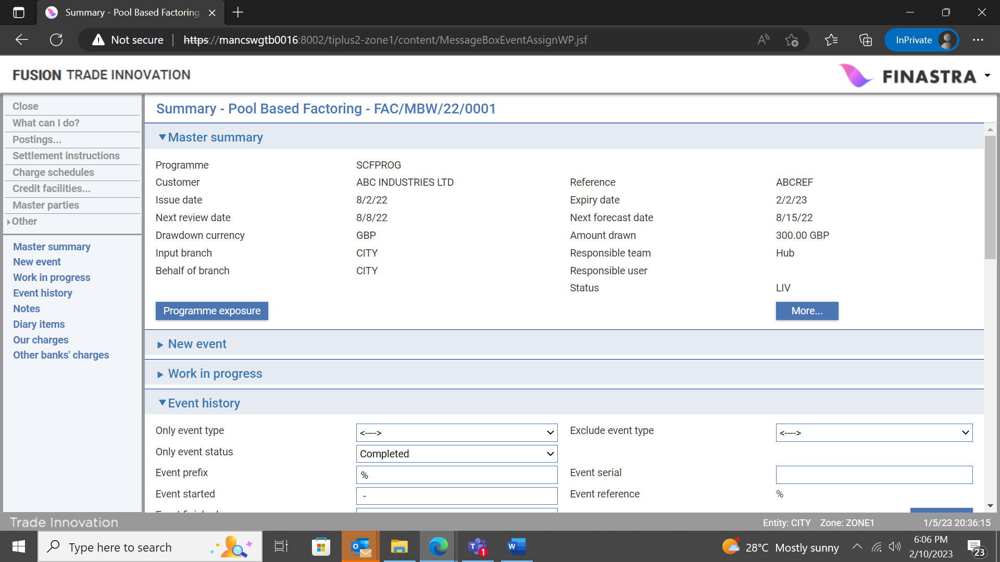 Summary - Pool Based Factoring
Not secure | https://mancswgtb0016:8002/tiplus2-zone1/content/MessageBoxEventAssignWP.jsf
InPrivate
FUSION TRADE INNOVATION
FINASTRA
Close
What can I do?
Postings...
Settlement instructions
Charge schedules
Credit facilities...
Master parties
Other
Master summary
New event
Work in progress
Event history
Notes
Diary items
Our charges
Other banks' charges
Summary - Pool Based Factoring - FAC/MBW/22/0001
Master summary
Programme SCFPROG
Customer ABC INDUSTRIES LTD Reference ABCREF
Issue date 8/2/22 Expiry date 2/2/23
Next review date 8/8/22 Next forecast date 8/15/22
Drawdown currency GBP Amount drawn 300.00 GBP
Input branch CITY Responsible team Hub
Behalf of branch CITY Responsible user
Status LIV
Programme exposure More...
New event
Work in progress
Event history
Only event type <----> Exclude event type <---->
Only event status Completed
Event prefix % Event serial
Event started - Event reference %
Trade Innovation Entity: CITY Zone: ZONE1 1/5/23 20:36:15
Type here to search
28°C Mostly sunny
6:06 PM
2/10/2023
1
23